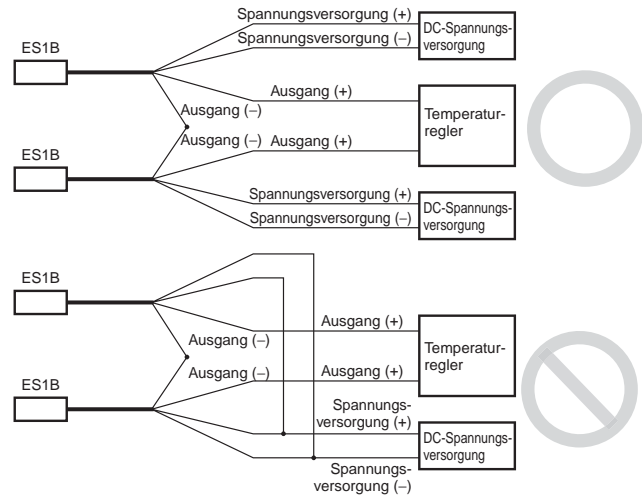 Spannungsversorgung (+)
Spannungsversorgung (–)
DC-Spannungs-
versorgung
ES1B
Ausgang (+)
Ausgang (–)
Temperatur-
regler
Ausgang (–)
Ausgang (+)
ES1B
Spannungsversorgung (+)
Spannungsversorgung (–)
DC-Spannungs-
versorgung
ES1B
Ausgang (+)
Ausgang (–)
Temperatur-
regler
Ausgang (–)
Ausgang (+)
ES1B
Spannungs-
versorgung (+)
DC-Spannungs-
versorgung
Spannungs-
versorgung (–)